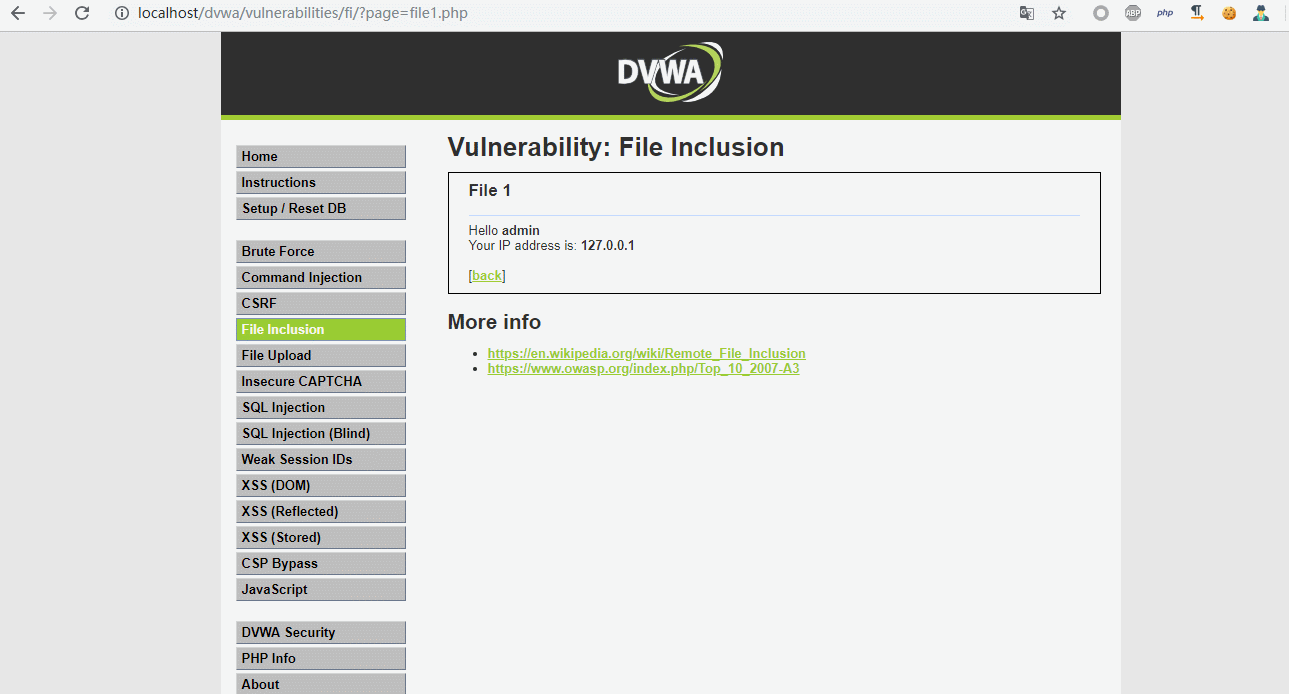 localhost/dvwa/vulnerabilities/fi/?page=file1.php
ABP
php
DVWA
Home
Instructions
Setup / Reset DB
Brute Force
Command Injection
CSRF
File Inclusion
File Upload
Insecure CAPTCHA
SQL Injection
SQL Injection (Blind)
Weak Session IDs
XSS (DOM)
XSS (Reflected)
XSS (Stored)
CSP Bypass
JavaScript
DVWA Security
PHP Info
About
Vulnerability: File Inclusion
File 1
Hello admin
Your IP address is: 127.0.0.1
[back]
More info
https://en.wikipedia.org/wiki/Remote_File_Inclusion
https://www.owasp.org/index.php/Top_10_2007-A3